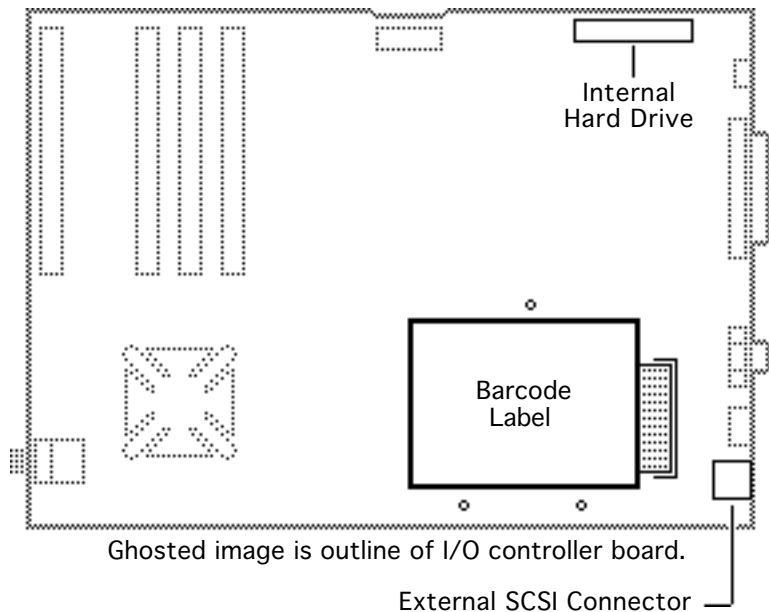 Internal
Hard Drive
Barcode
Label
Ghosted image is outline of I/O controller board.
External SCSI Connector